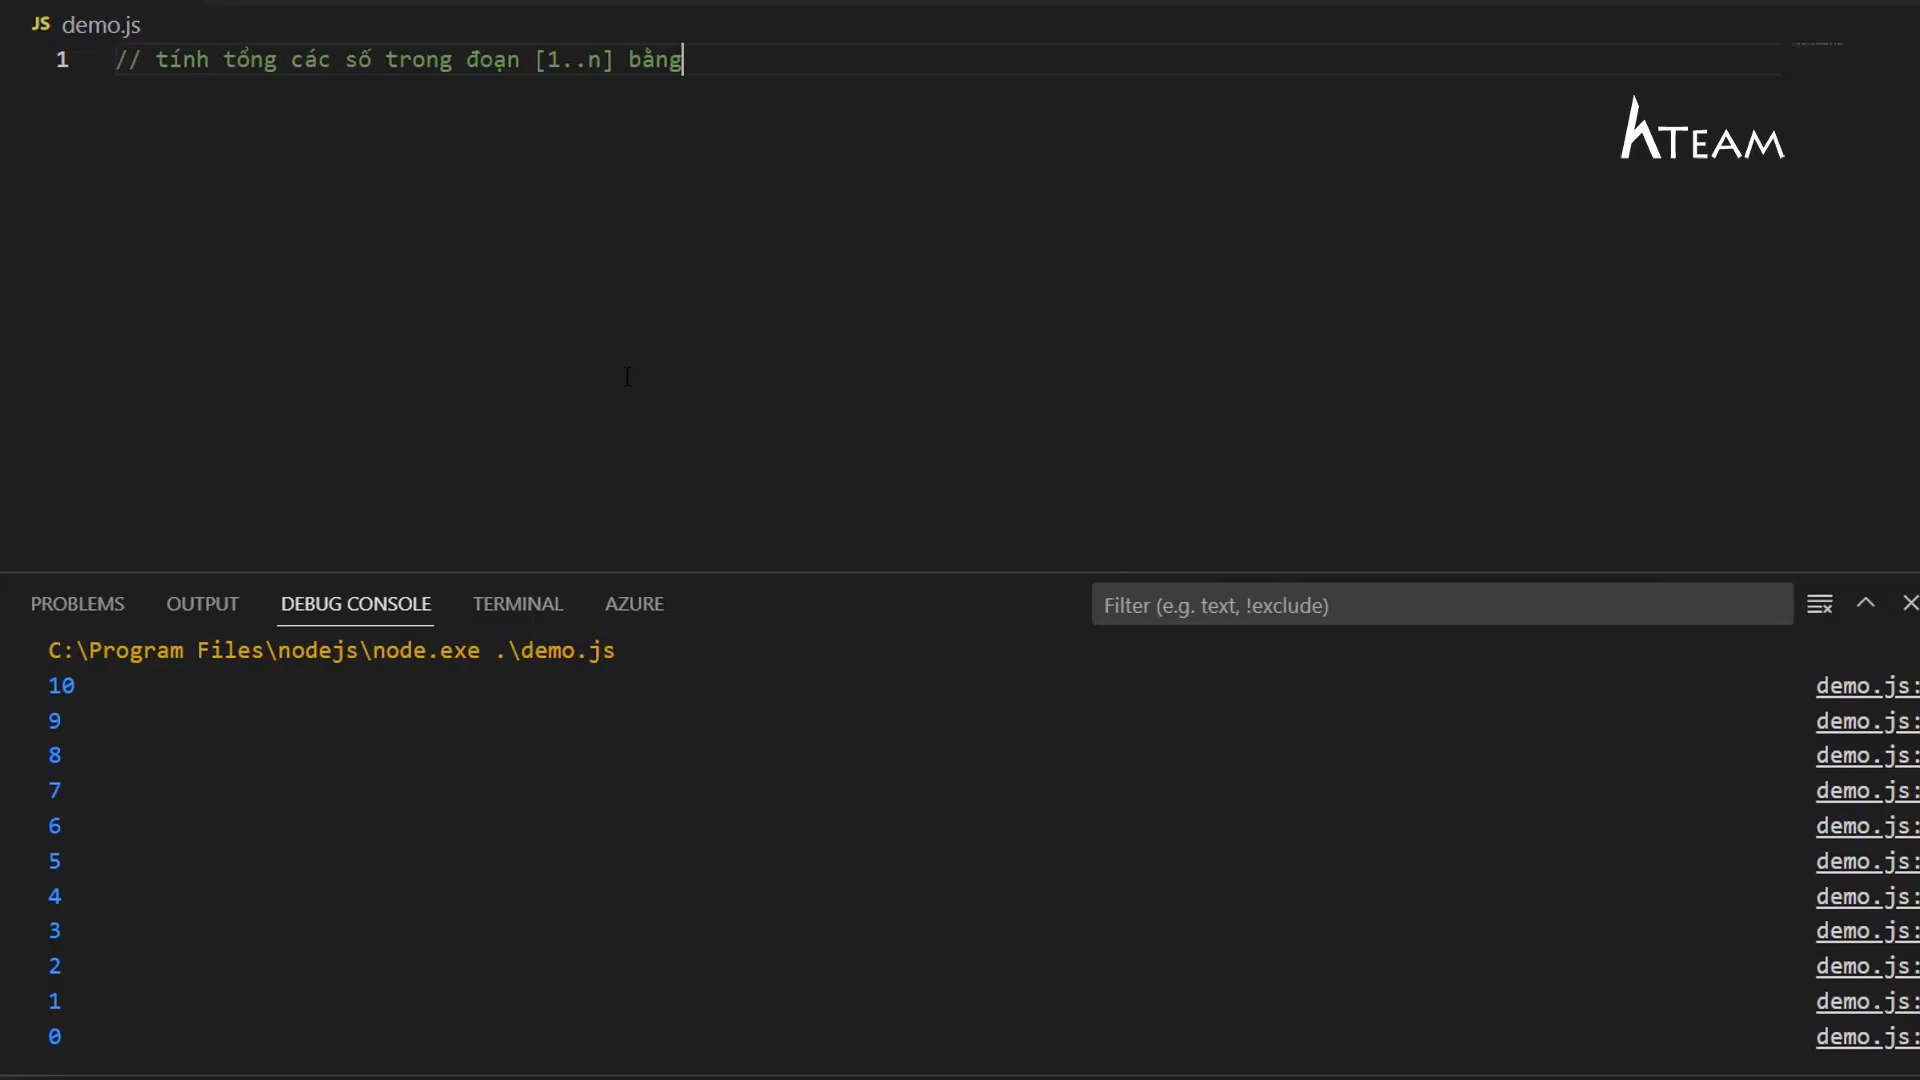 JS demo.js
1 // tính tổng các số trong đoạn [1..n] bằng
hTEAM
PROBLEMS OUTPUT DEBUG CONSOLE TERMINAL AZURE Filter (e.g. text, !exclude)
C:\Program Files\nodejs\node.exe .\demo.js
10 demo.js:
9 demo.js:
8 demo.js:
7 demo.js:
6 demo.js:
5 demo.js:
4 demo.js:
3 demo.js:
2 demo.js:
1 demo.js:
0 demo.js: